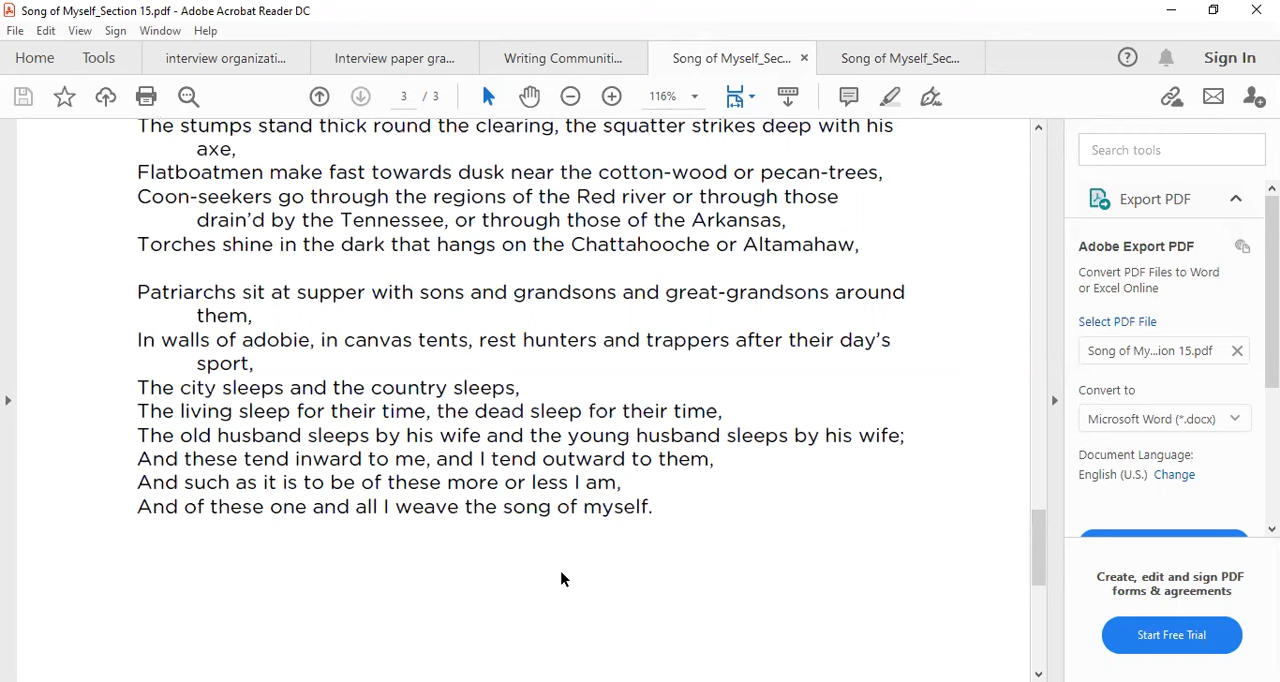 Song of Myself_Section 15.pdf - Adobe Acrobat Reader DC
File Edit View Sign Window Help
Home Tools interview organizati... Interview paper gra... Writing Communiti... Song of Myself_Sec... × Song of Myself_Sec... Sign In
3 / 3 116%
The stumps stand thick round the clearing, the squatter strikes deep with his
axe,
Flatboatmen make fast towards dusk near the cotton-wood or pecan-trees,
Coon-seekers go through the regions of the Red river or through those
drain’d by the Tennessee, or through those of the Arkansas,
Torches shine in the dark that hangs on the Chattahooche or Altamahaw,
Patriarchs sit at supper with sons and grandsons and great-grandsons around
them,
In walls of adobie, in canvas tents, rest hunters and trappers after their day’s
sport,
The city sleeps and the country sleeps,
The living sleep for their time, the dead sleep for their time,
The old husband sleeps by his wife and the young husband sleeps by his wife;
And these tend inward to me, and I tend outward to them,
And such as it is to be of these more or less I am,
And of these one and all I weave the song of myself.
Search tools
Export PDF
Adobe Export PDF
Convert PDF Files to Word
or Excel Online
Select PDF File
Song of My...ion 15.pdf
Convert to
Microsoft Word (*.docx)
Document Language:
English (U.S.) Change
Create, edit and sign PDF
forms & agreements
Start Free Trial